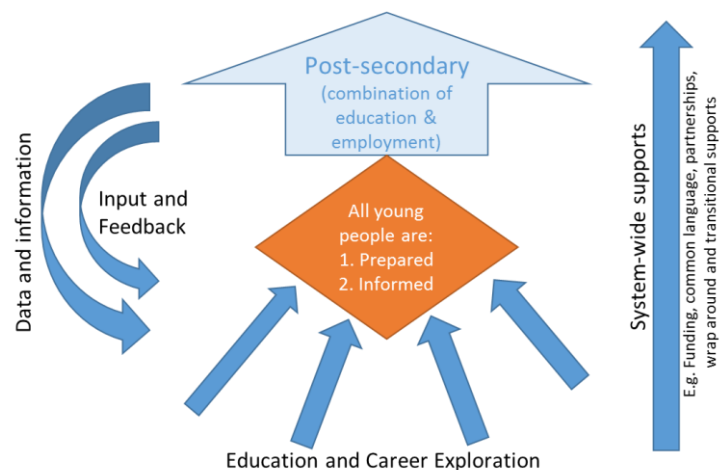 Post-secondary
(combination of
education &
employment)
Data and information
Input and
Feedback
All young
people are:
1. Prepared
2. Informed
System-wide supports
E.g. Funding, common language, partnerships,
wrap around and transitional supports
Education and Career Exploration